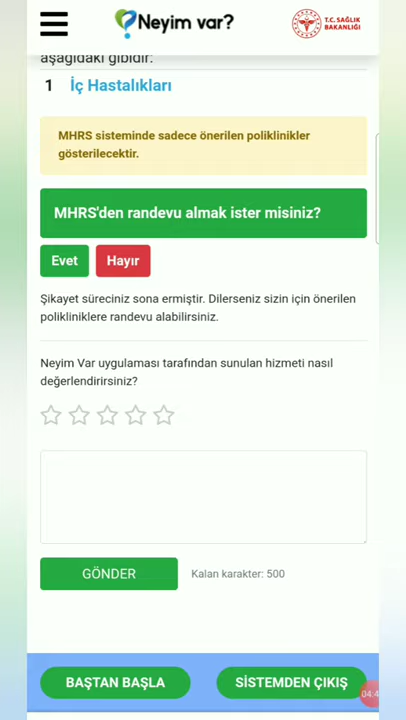 Neyim var?
T.C. SAĞLIK
BAKANLIĞI
aşağıdaki gibidir:
1 İç Hastalıkları
MHRS sisteminde sadece önerilen poliklinikler
gösterilecektir.
MHRS'den randevu almak ister misiniz?
Evet Hayır
Şikayet süreciniz sona ermiştir. Dilerseniz sizin için önerilen
polikliniklere randevu alabilirsiniz.
Neyim Var uygulaması tarafından sunulan hizmeti nasıl
değerlendirirsiniz?
GÖNDER Kalan karakter: 500
BAŞTAN BAŞLA SİSTEMDEN ÇIKIŞ